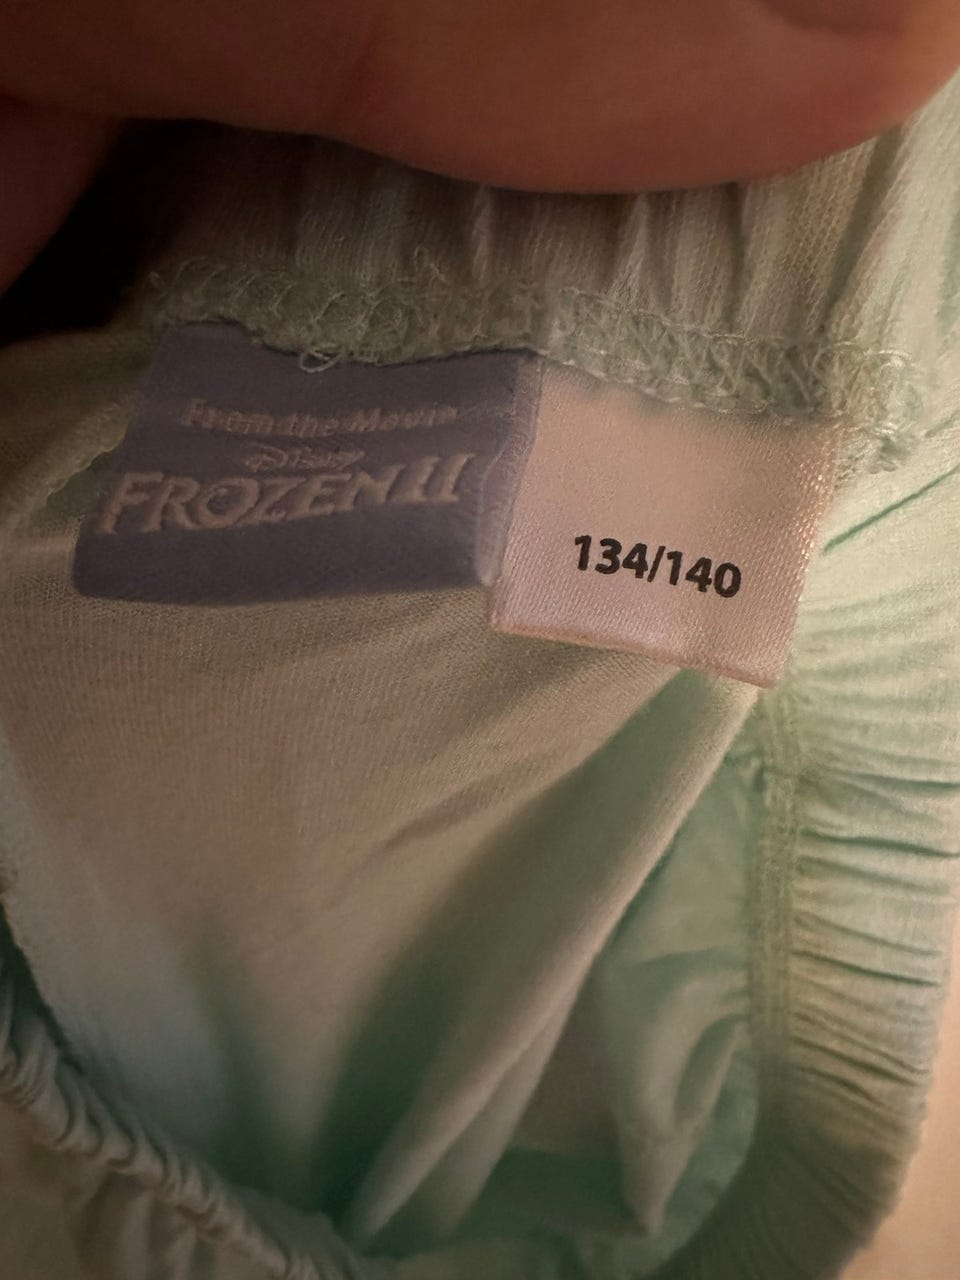 From the Movie
Disney
FROZEN II
134/140